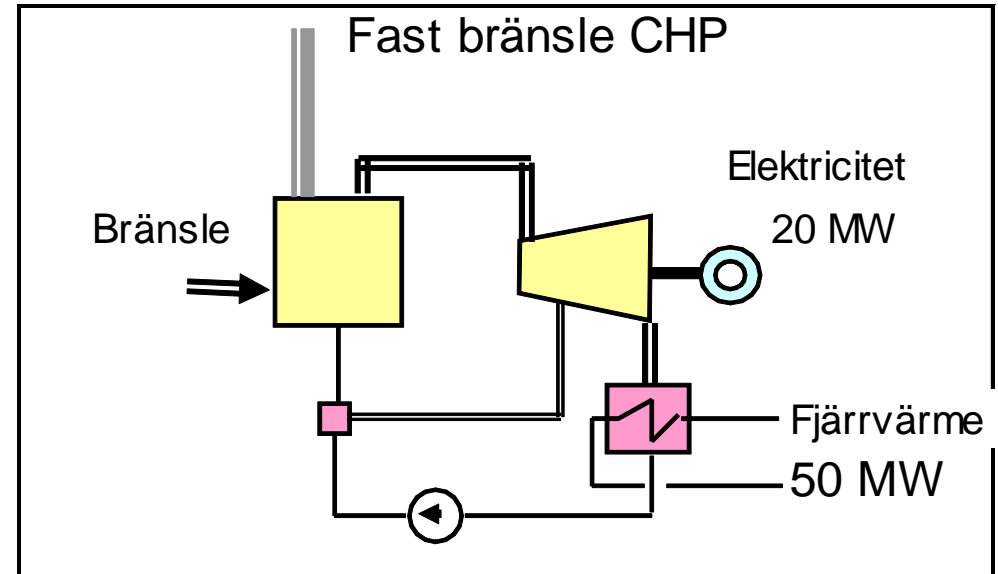 Fast bränsle CHP
Elektricitet
20 MW
Bränsle
Fjärrvärme
50 MW